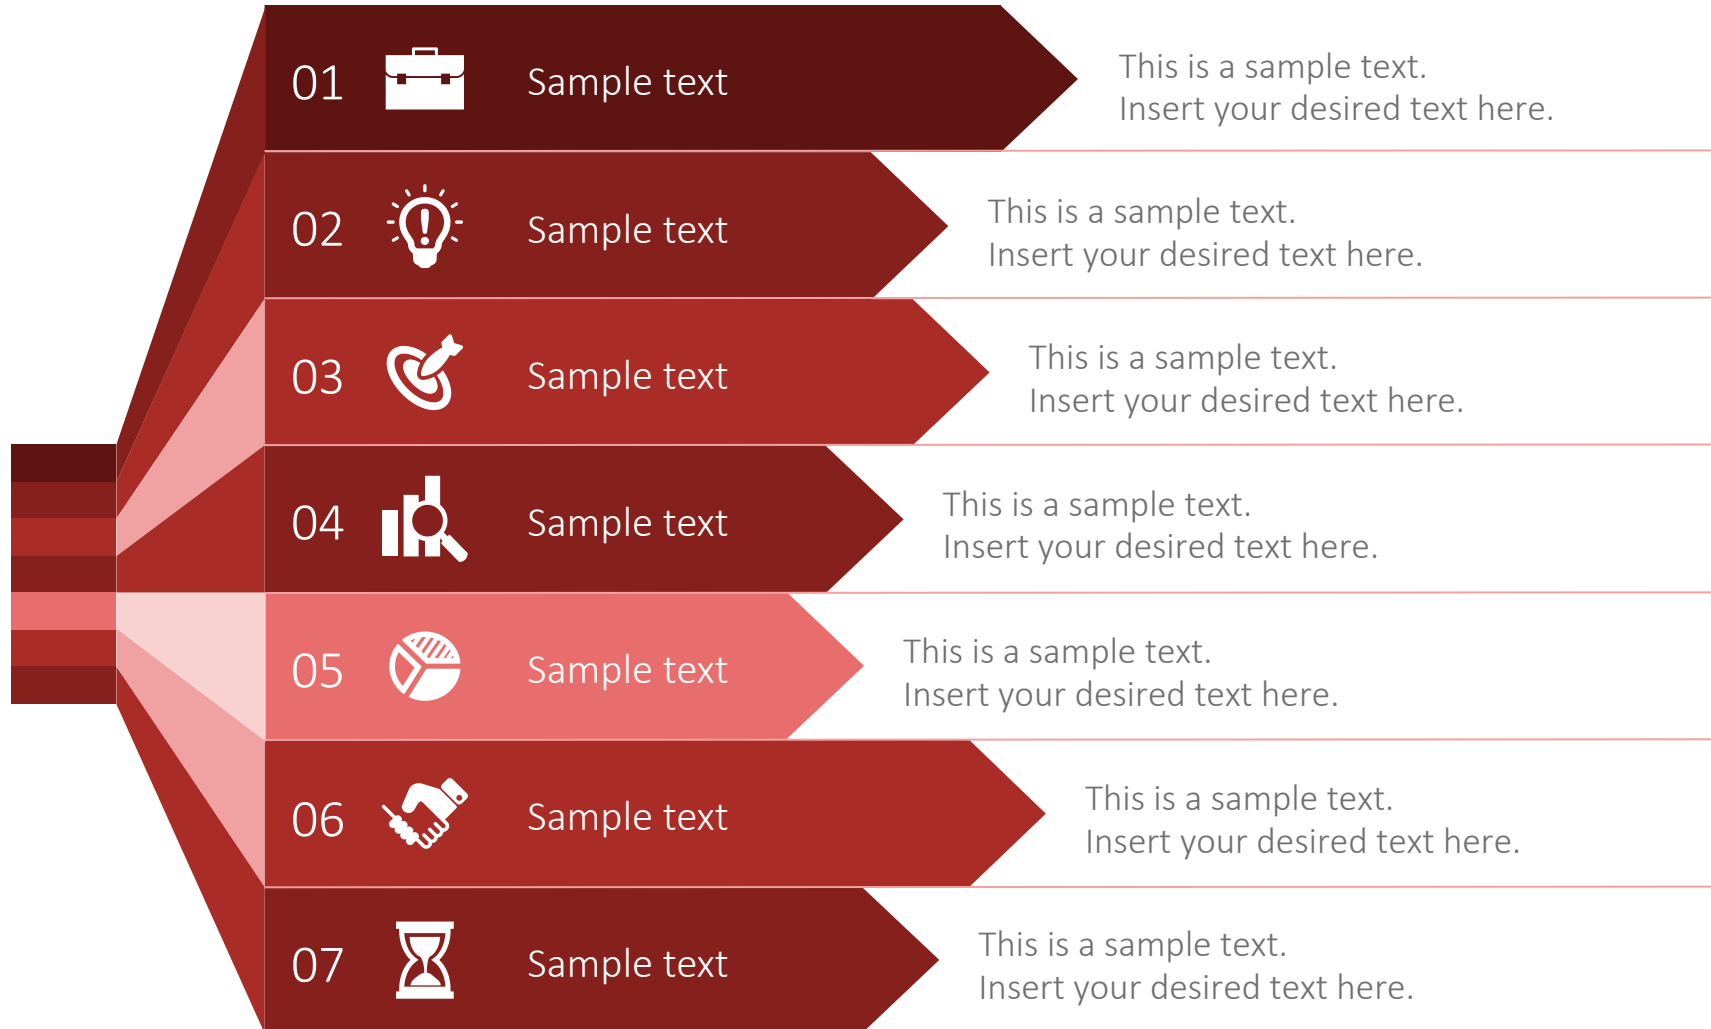 01
Sample text
This is a sample text.
Insert your desired text here.
02
Sample text
This is a sample text.
Insert your desired text here.
03
Sample text
This is a sample text.
Insert your desired text here.
04
Sample text
This is a sample text.
Insert your desired text here.
05
Sample text
This is a sample text.
Insert your desired text here.
06
Sample text
This is a sample text.
Insert your desired text here.
07
Sample text
This is a sample text.
Insert your desired text here.